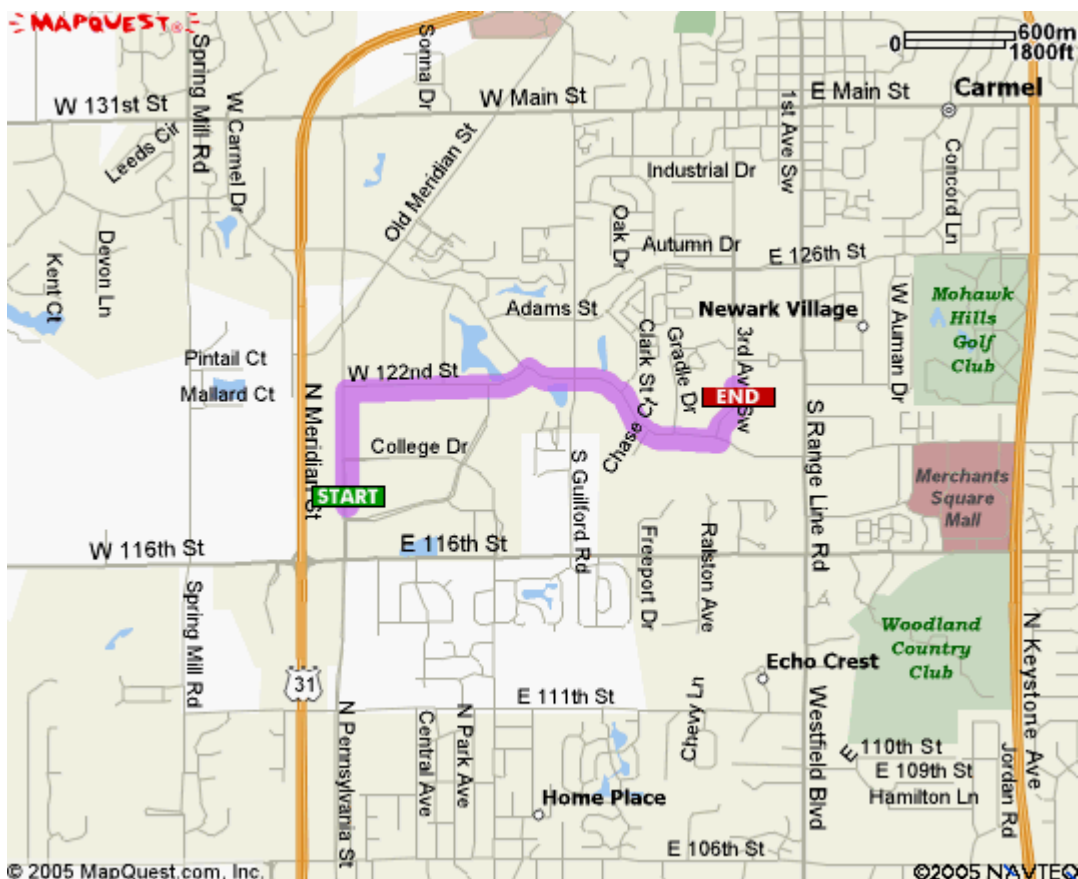 MAPQUEST®
600m
0
1800ft
Sonna Dr
Spring Mill Rd
W 131st St
W Main St
E Main St
Carmel
Leeds Cir
W Carmel Dr
Old Meridian St
1st Ave Sw
Concord Ln
Industrial Dr
Oak Dr
Autumn Dr
E 126th St
Devon Ln
Kent Ct
Adams St
Newark Village
W Auman Dr
Mohawk
Hills
Golf
Club
Pintail Ct
Mallard Ct
N Meridian St
W 122nd St
Clark St
Gradle Dr
3rd Av Sw
END
Chase Ct
S Range Line Rd
College Dr
START
S Guilford Rd
Merchants
Square
Mall
W 116th St
E 116th St
Freeport Dr
Ralston Ave
Spring Mill Rd
Woodland
Country
Club
31
Echo Crest
N Keystone Ave
E 111th St
N Pennsylvania St
Central Ave
N Park Ave
Chewy Ln
Westfield Blvd
E 110th St
E 109th St
Hamilton Ln
Jordan Rd
Home Place
E 106th St
© 2005 MapQuest.com, Inc.
©2005 NAVTEQ